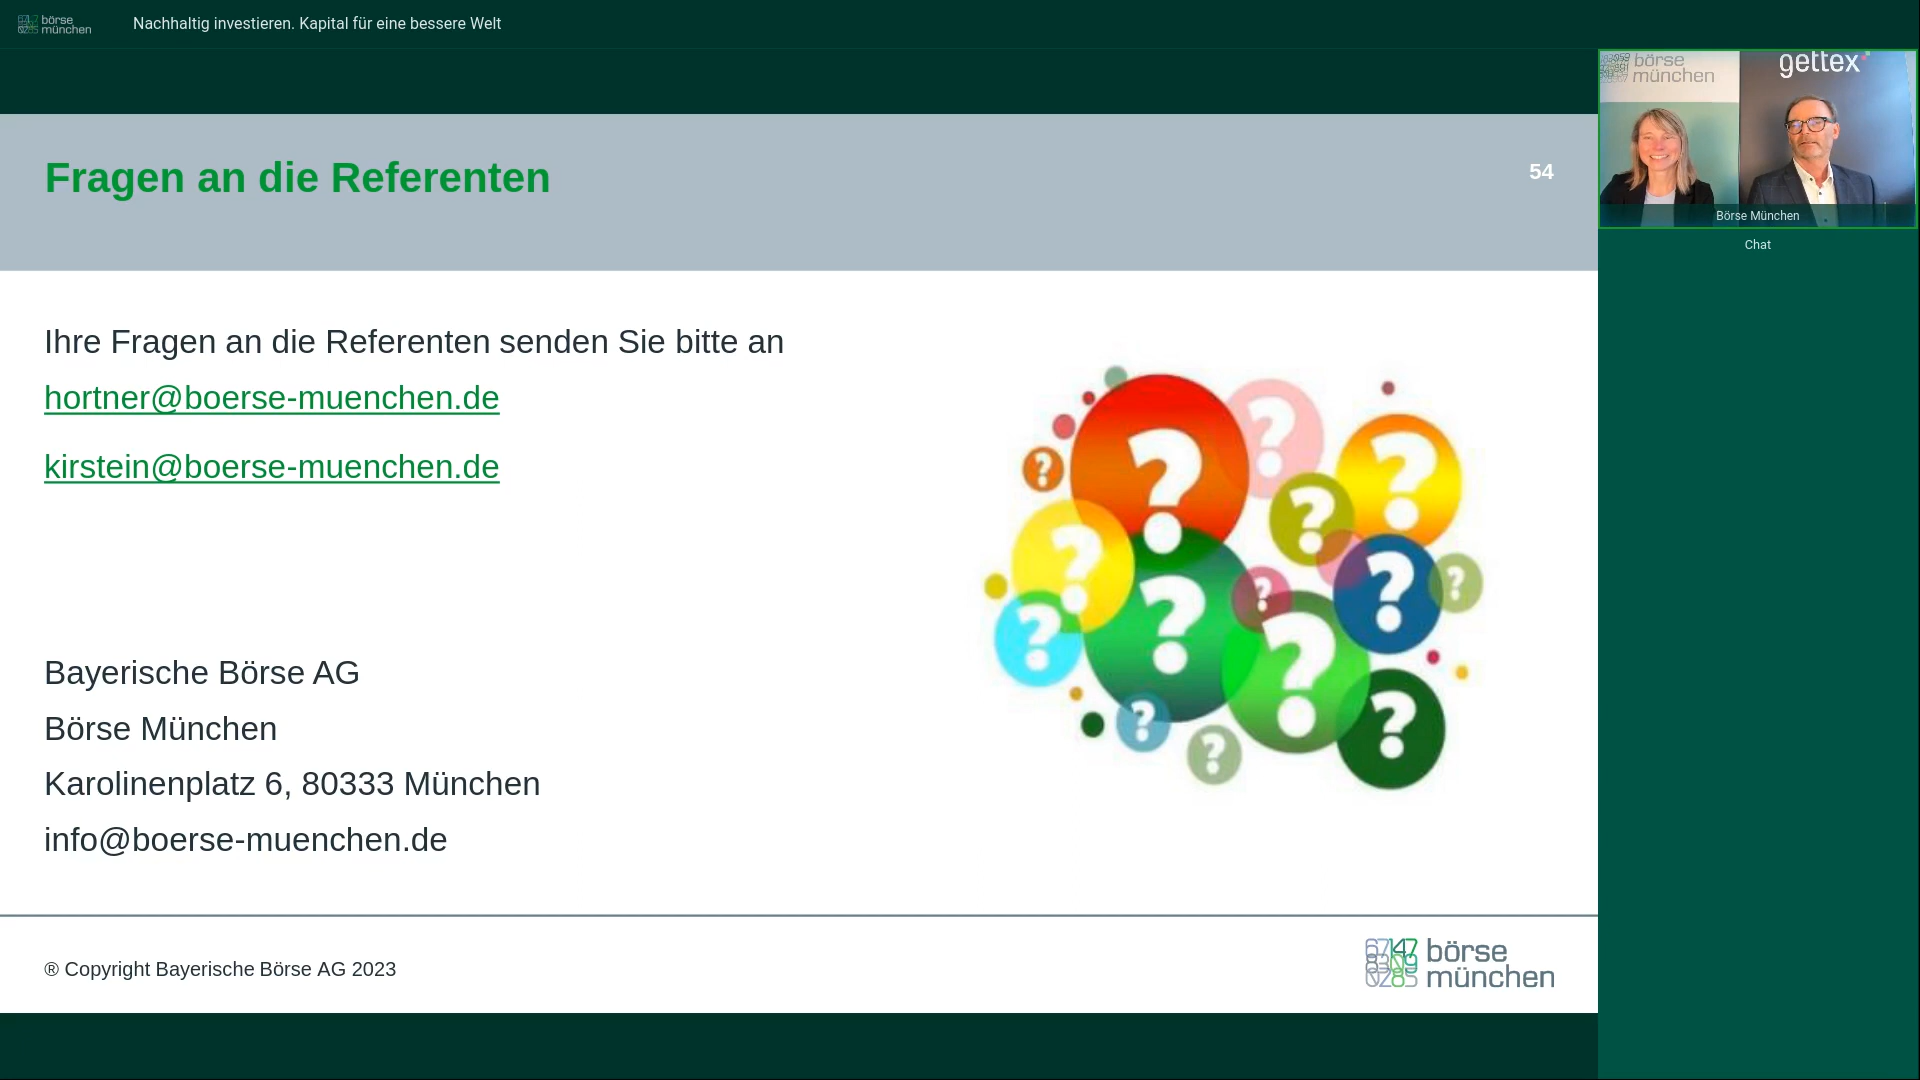 börse
münchen
Nachhaltig investieren. Kapital für eine bessere Welt
börse
münchen
gettex
Börse München
Chat
Fragen an die Referenten
54
Ihre Fragen an die Referenten senden Sie bitte an
hortner@boerse-muenchen.de
kirstein@boerse-muenchen.de
? ? ? ? ? ? ? ? ? ? ? ? ? ? ?
Bayerische Börse AG
Börse München
Karolinenplatz 6, 80333 München
info@boerse-muenchen.de
® Copyright Bayerische Börse AG 2023
börse
münchen